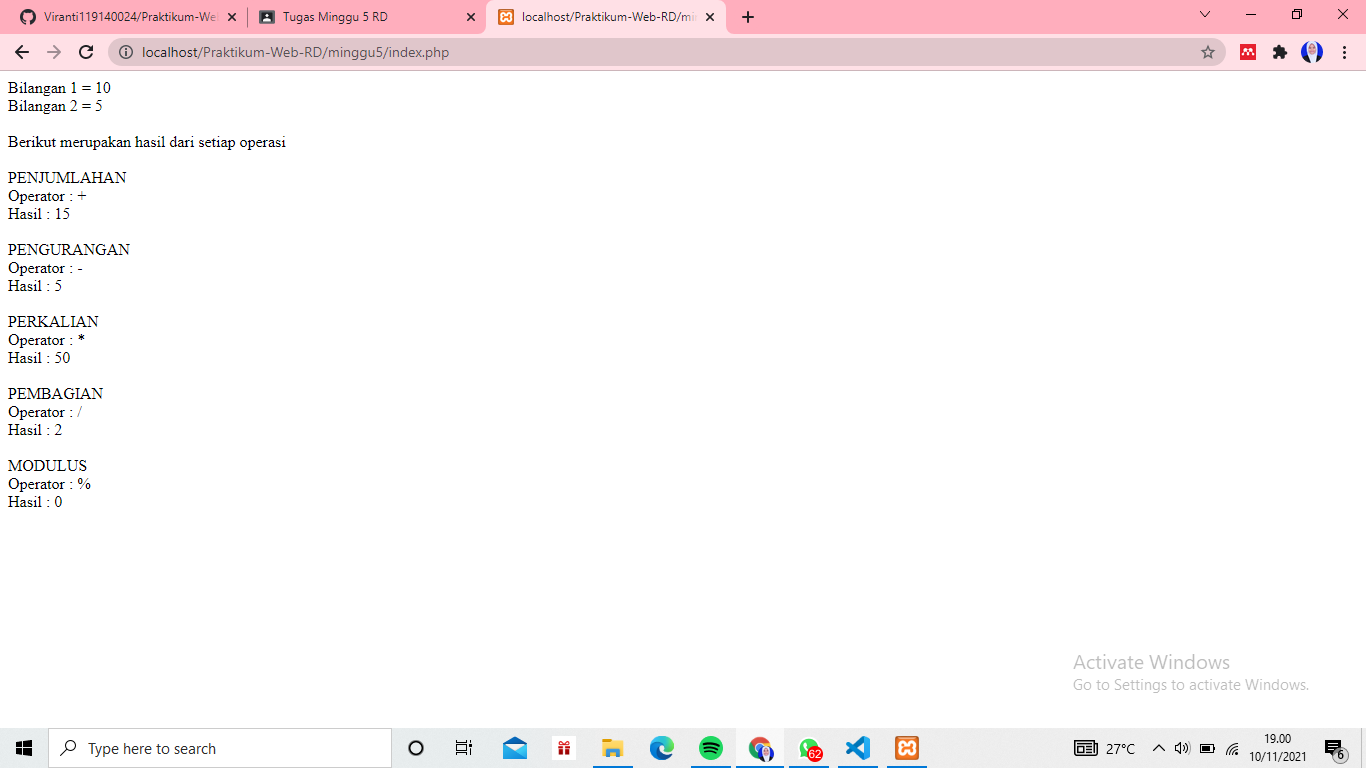 Viranti119140024/Praktikum-We
Tugas Minggu 5 RD
localhost/Praktikum-Web-RD/mi
localhost/Praktikum-Web-RD/minggu5/index.php
Bilangan 1 = 10
Bilangan 2 = 5
Berikut merupakan hasil dari setiap operasi
PENJUMLAHAN
Operator : +
Hasil : 15
PENGURANGAN
Operator : -
Hasil : 5
PERKALIAN
Operator : *
Hasil : 50
PEMBAGIAN
Operator : /
Hasil : 2
MODULUS
Operator : %
Hasil : 0
Activate Windows
Go to Settings to activate Windows.
Type here to search
62
27°C
19.00
10/11/2021
6